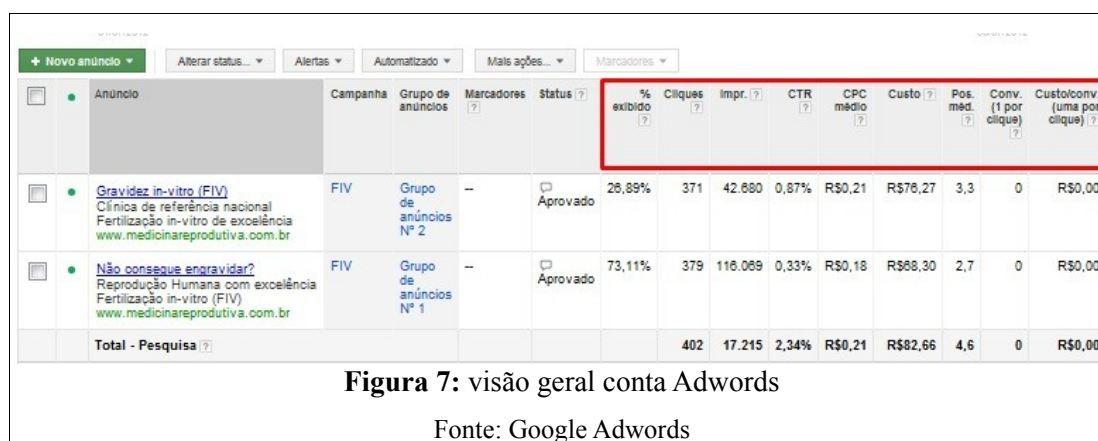 + Novo anúncio Alterar status... Alertas Automatizado Mais ações... Marcadores
Anúncio Campanha Grupo de anúncios Marcadores ? Status ? % exibido ? Cliques ? Impr. ? CTR ? CPC médio ? Custo ? Pos. méd. ? Conv. (1 por clique) ? Custo/conv. (uma por clique) ?
Gravidez in-vitro (FIV)
Clínica de referência nacional
Fertilização in-vitro de excelência
www.medicinareprodutiva.com.br
FIV Grupo de anúncios Nº 2 -- Aprovado 26,89% 371 42.680 0,87% R$0,21 R$76,27 3,3 0 R$0,00
Não consegue engravidar?
Reprodução Humana com excelência
Fertilização in-vitro (FIV)
www.medicinareprodutiva.com.br
FIV Grupo de anúncios Nº 1 -- Aprovado 73,11% 379 116.069 0,33% R$0,18 R$68,30 2,7 0 R$0,00
Total - Pesquisa ? 402 17.215 2,34% R$0,21 R$82,66 4,6 0 R$0,00
Figura 7: visão geral conta Adwords
Fonte: Google Adwords